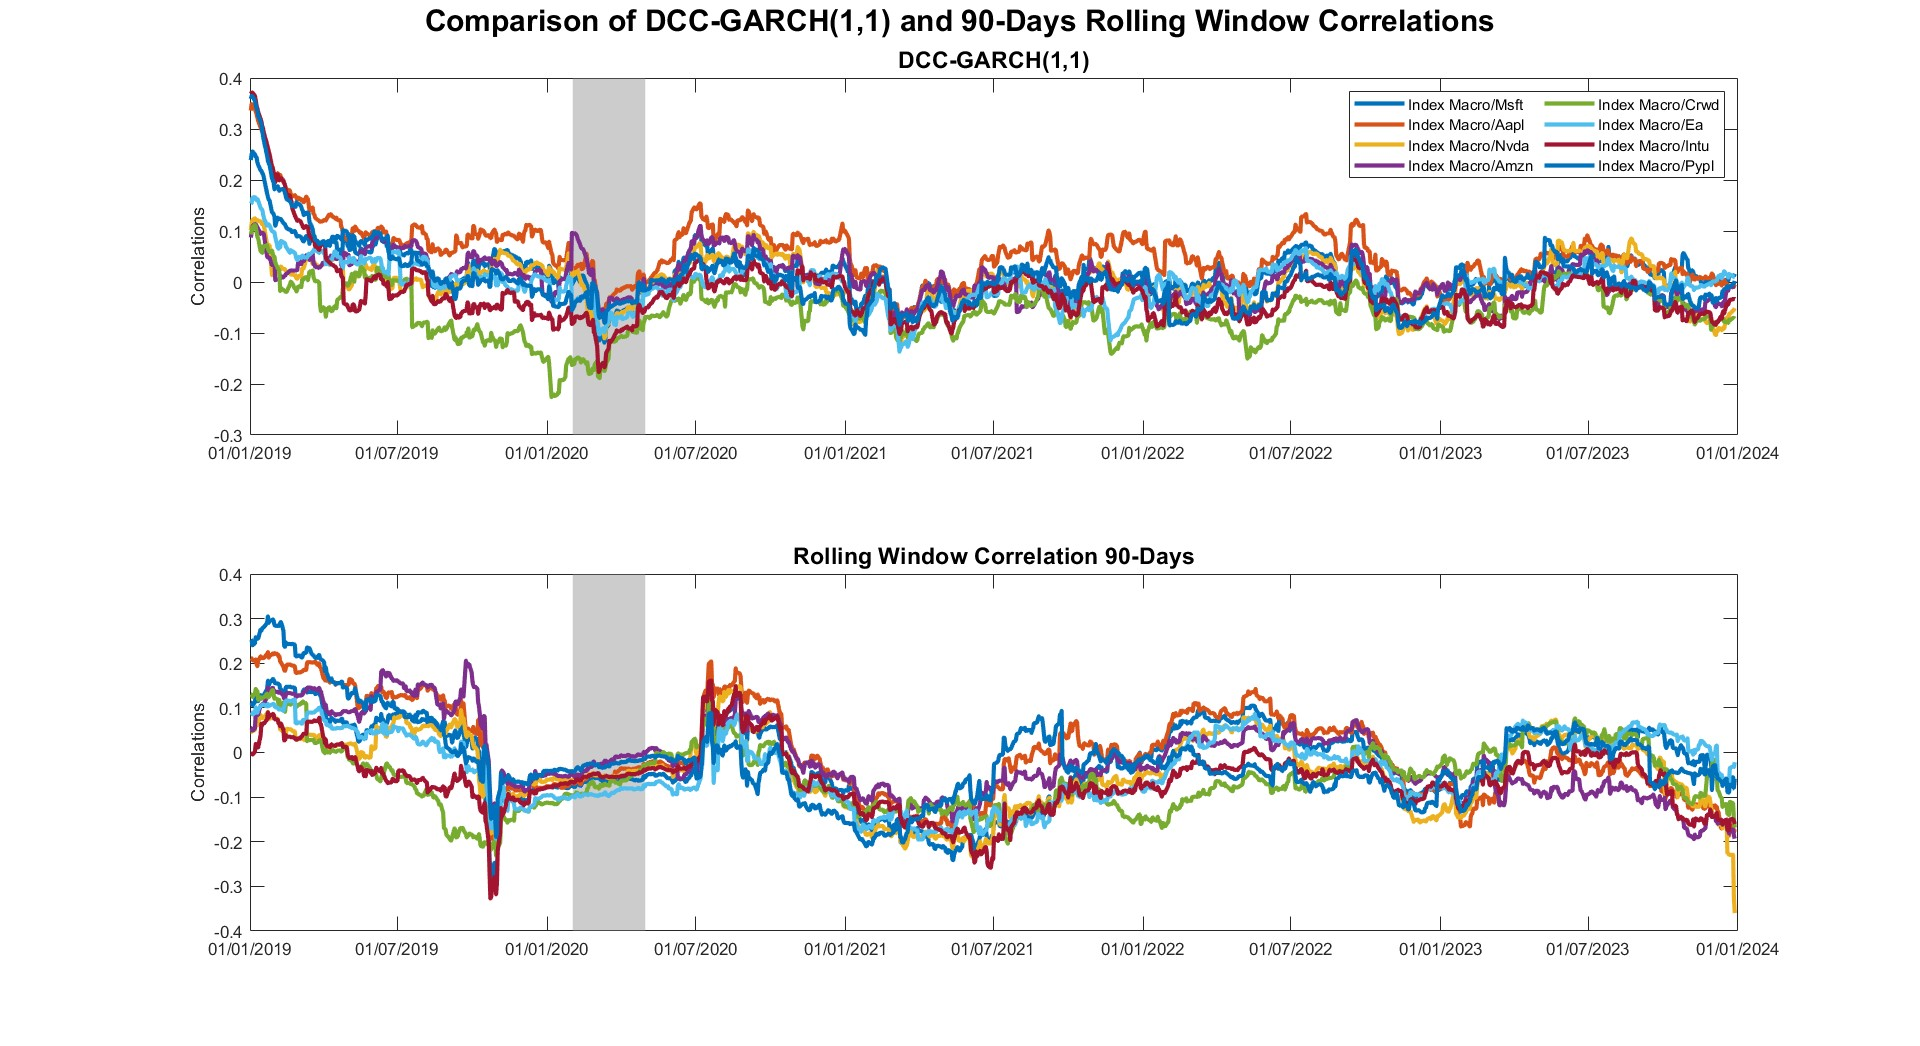 Comparison of DCC-GARCH(1,1) and 90-Days Rolling Window Correlations
DCC-GARCH(1,1)
0.4
0.3
0.2
0.1
0
-0.1
-0.2
-0.3
Correlations
Index Macro/Msft
Index Macro/Aapl
Index Macro/Nvda
Index Macro/Amzn
Index Macro/Crwd
Index Macro/Ea
Index Macro/Intu
Index Macro/Pypl
01/01/2019 01/07/2019 01/01/2020 01/07/2020 01/01/2021 01/07/2021 01/01/2022 01/07/2022 01/01/2023 01/07/2023 01/01/2024
Rolling Window Correlation 90-Days
0.4
0.3
0.2
0.1
0
-0.1
-0.2
-0.3
-0.4
Correlations
01/01/2019 01/07/2019 01/01/2020 01/07/2020 01/01/2021 01/07/2021 01/01/2022 01/07/2022 01/01/2023 01/07/2023 01/01/2024